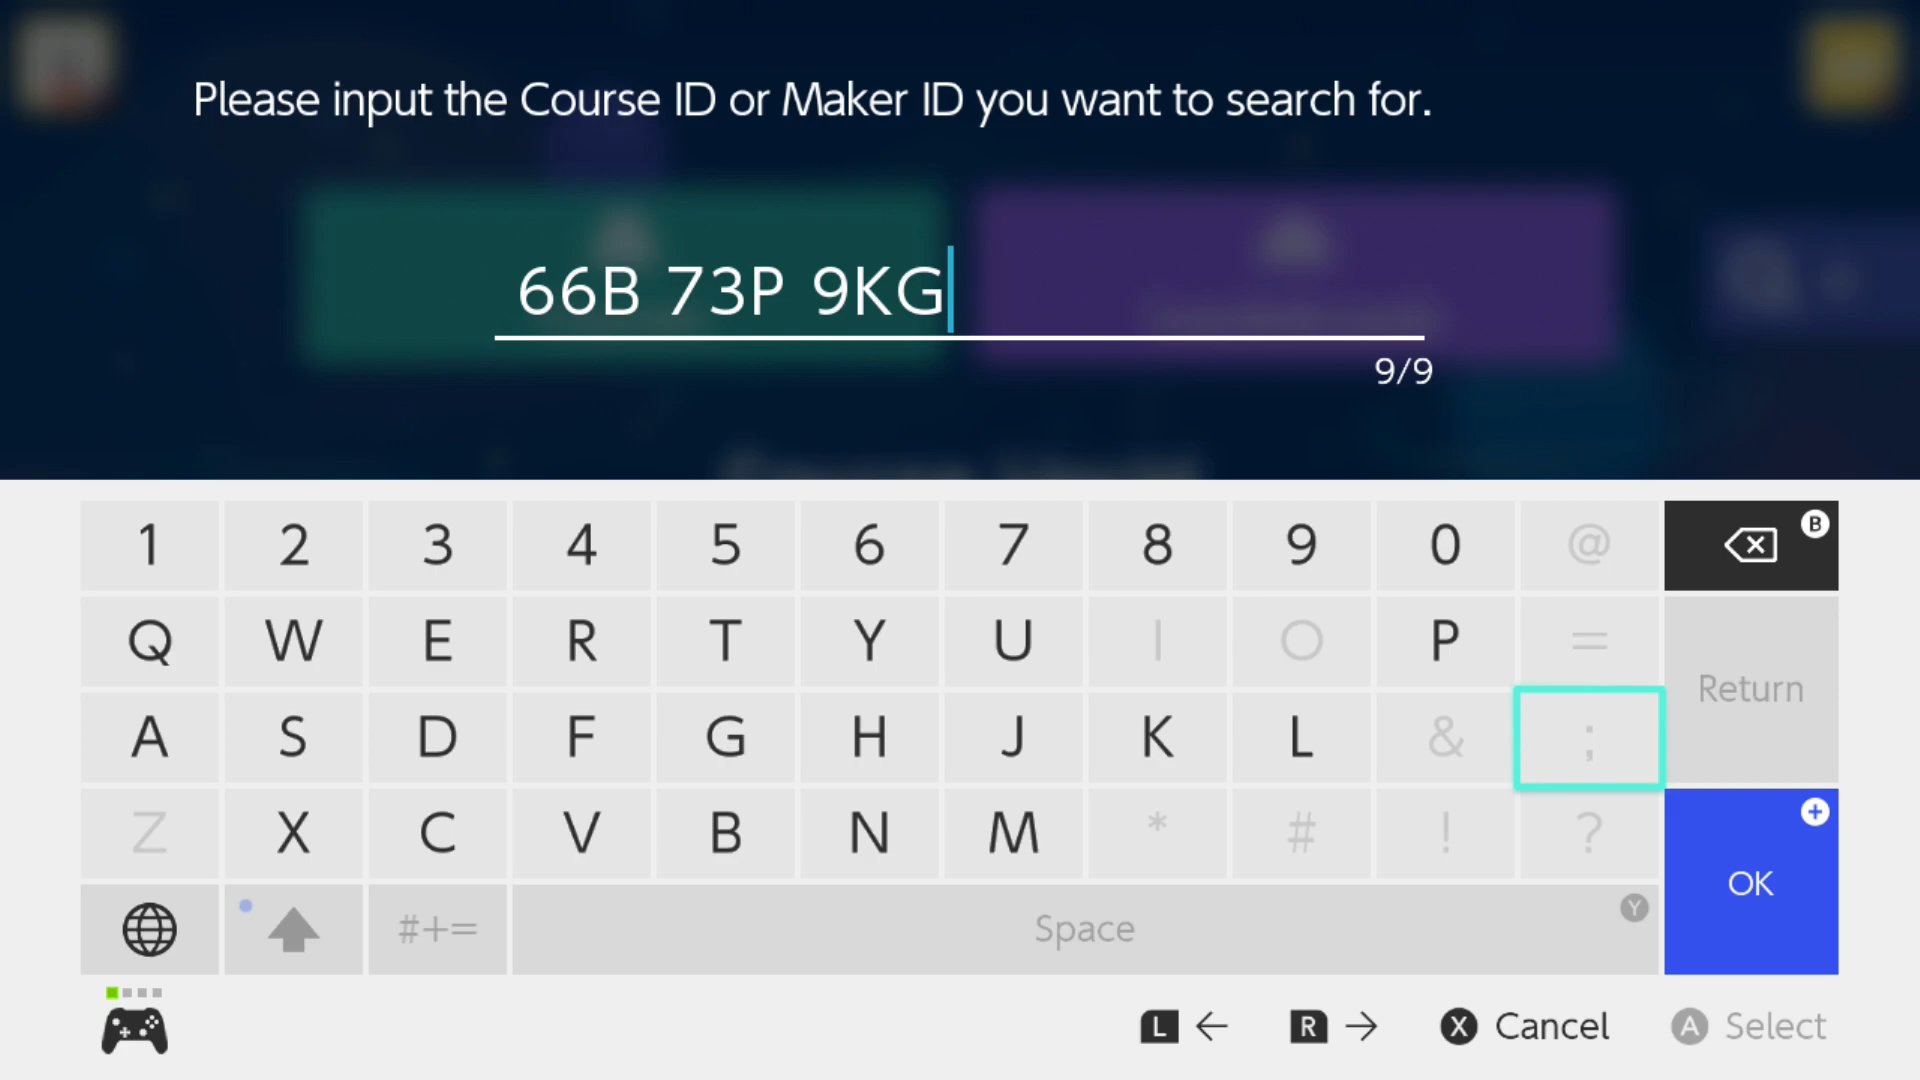 Please input the Course ID or Maker ID you want to search for.
66B 73P 9KG
9/9
1 2 3 4 5 6 7 8 9 0 @ B
Q W E R T Y U I O P = Return
A S D F G H J K L & ;
Z X C V B N M * # ! ? + OK
#+= Space Y
L ← R → X Cancel A Select